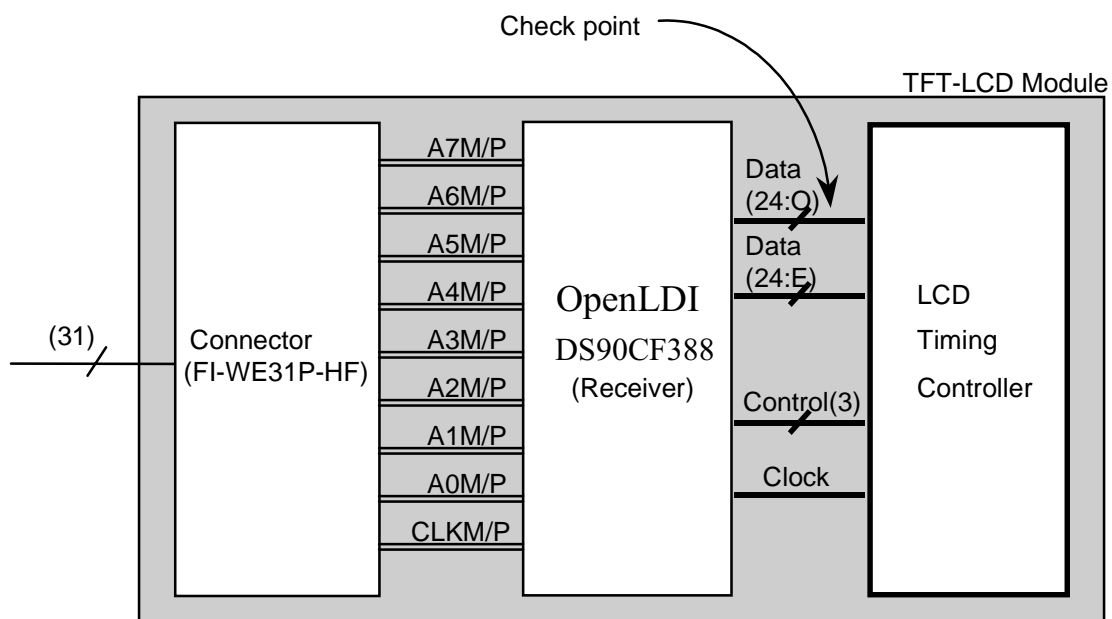 Check point
TFT-LCD Module
(31)
Connector
(FI-WE31P-HF)
A7M/P
A6M/P
A5M/P
A4M/P
A3M/P
A2M/P
A1M/P
A0M/P
CLKM/P
OpenLDI
DS90CF388
(Receiver)
Data
(24:O)
Data
(24:E)
Control(3)
Clock
LCD
Timing
Controller